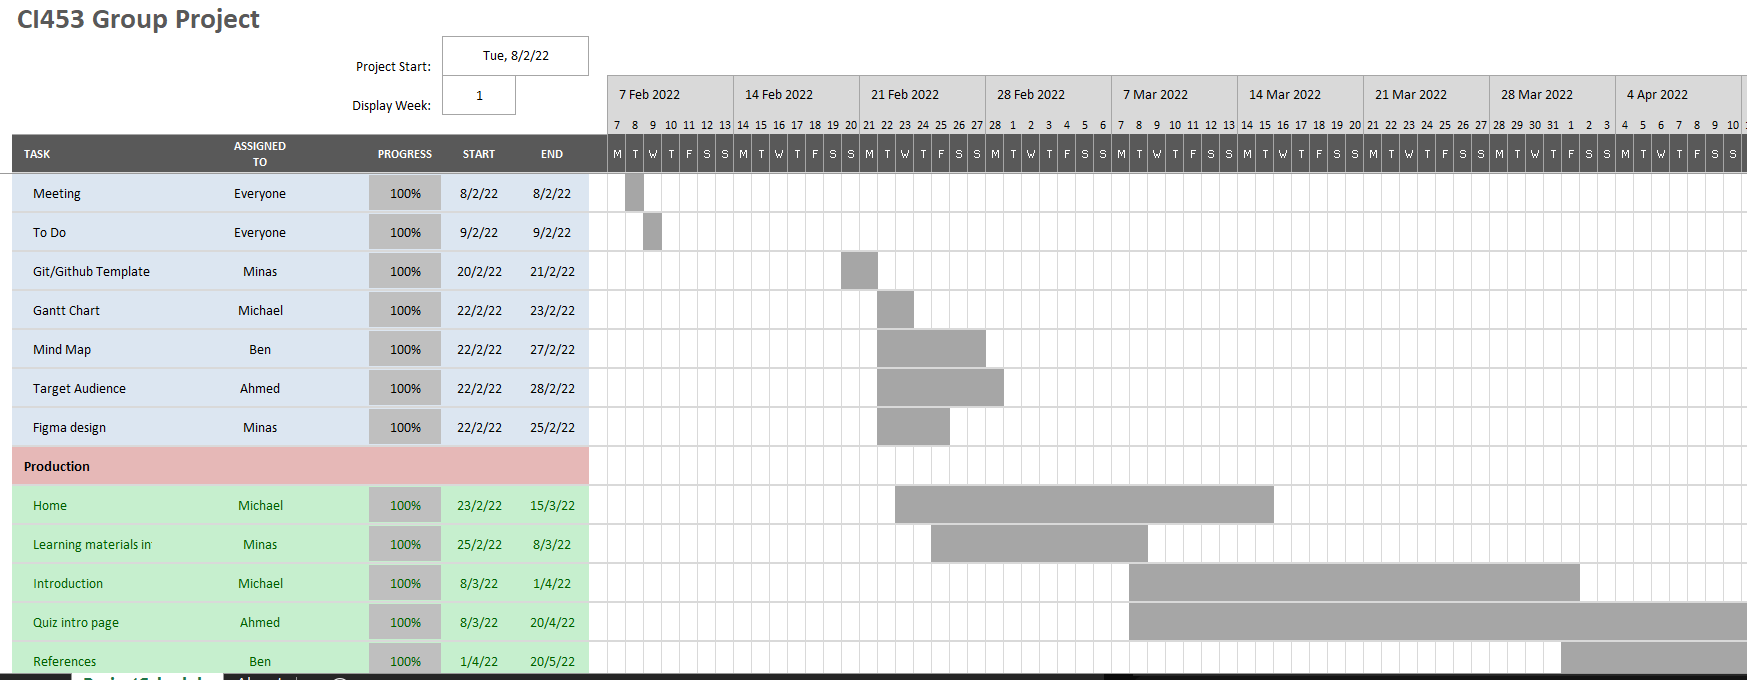 CI453 Group Project
Project Start: Tue, 8/2/22
Display Week: 1
7 Feb 2022 14 Feb 2022 21 Feb 2022 28 Feb 2022 7 Mar 2022 14 Mar 2022 21 Mar 2022 28 Mar 2022 4 Apr 2022
7 8 9 10 11 12 13 14 15 16 17 18 19 20 21 22 23 24 25 26 27 28 1 2 3 4 5 6 7 8 9 10 11 12 13 14 15 16 17 18 19 20 21 22 23 24 25 26 27 28 29 30 31 1 2 3 4 5 6 7 8 9 10
TASK ASSIGNED TO PROGRESS START END M T W T F S S M T W T F S S M T W T F S S M T W T F S S M T W T F S S M T W T F S S M T W T F S S M T W T F S S M T W T F S S
Meeting Everyone 100% 8/2/22 8/2/22
To Do Everyone 100% 9/2/22 9/2/22
Git/Github Template Minas 100% 20/2/22 21/2/22
Gantt Chart Michael 100% 22/2/22 23/2/22
Mind Map Ben 100% 22/2/22 27/2/22
Target Audience Ahmed 100% 22/2/22 28/2/22
Figma design Minas 100% 22/2/22 25/2/22
Production
Home Michael 100% 23/2/22 15/3/22
Learning materials in Minas 100% 25/2/22 8/3/22
Introduction Michael 100% 8/3/22 1/4/22
Quiz intro page Ahmed 100% 8/3/22 20/4/22
References Ben 100% 1/4/22 20/5/22